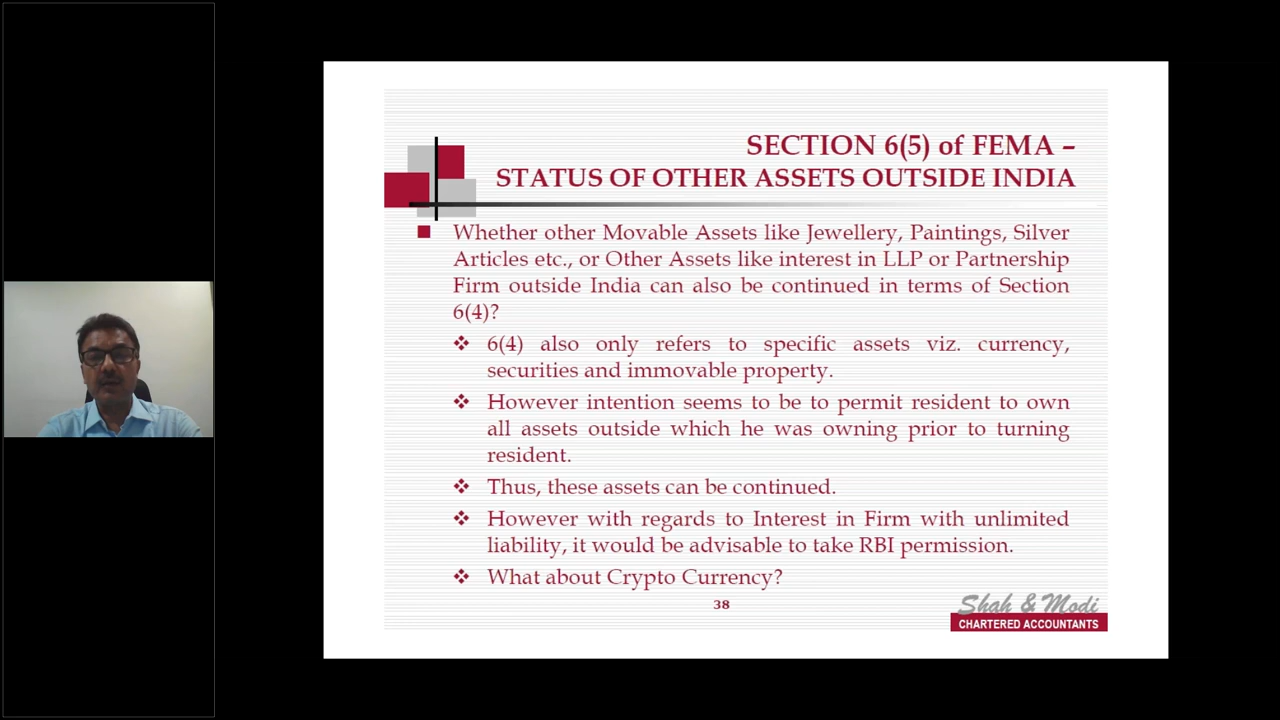 SECTION 6(5) of FEMA –
STATUS OF OTHER ASSETS OUTSIDE INDIA
Whether other Movable Assets like Jewellery, Paintings, Silver
Articles etc., or Other Assets like interest in LLP or Partnership
Firm outside India can also be continued in terms of Section
6(4)?
6(4) also only refers to specific assets viz. currency,
securities and immovable property.
However intention seems to be to permit resident to own
all assets outside which he was owning prior to turning
resident.
Thus, these assets can be continued.
However with regards to Interest in Firm with unlimited
liability, it would be advisable to take RBI permission.
What about Crypto Currency?
38
Shah & Modi
CHARTERED ACCOUNTANTS